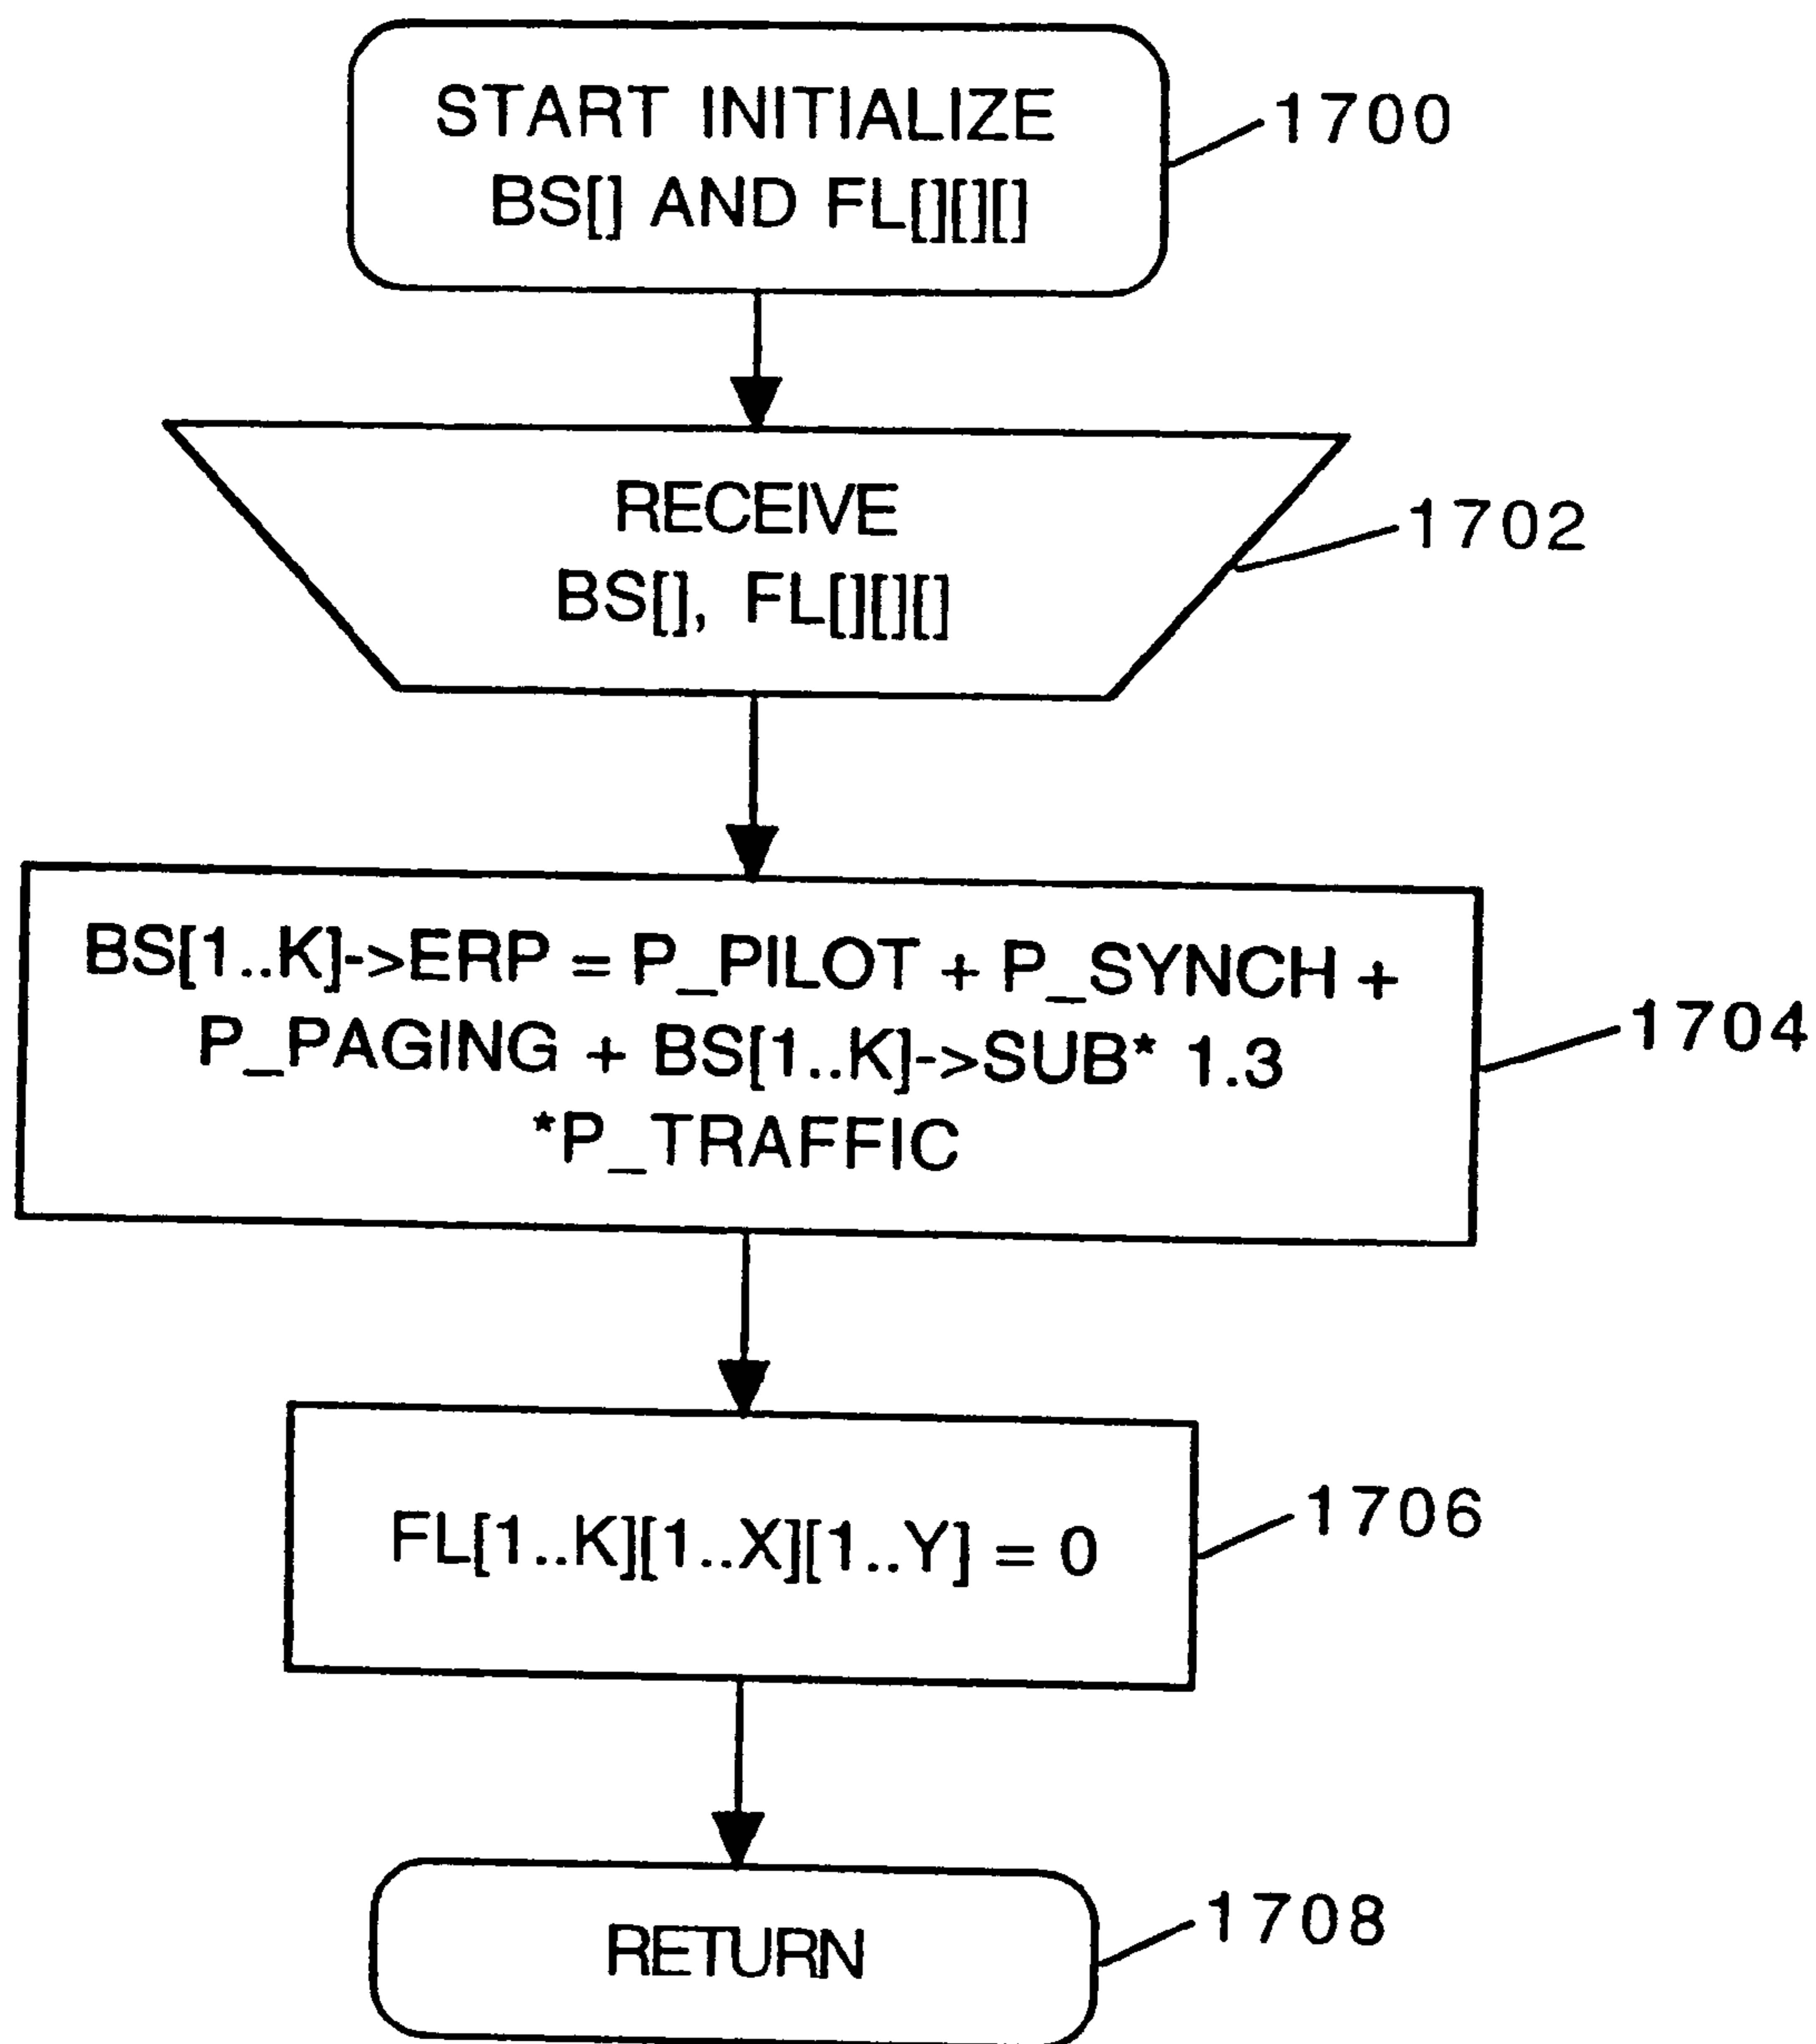 START INITIALIZE
BS[] AND FL[][][]
1700
RECEIVE
BS[], FL[][][]
1702
BS[1..K]->ERP = P_PILOT + P_SYNCH +
P_PAGING + BS[1..K]->SUB* 1.3
*P_TRAFFIC
1704
FL[1..K][1..X][1..Y] = 0
1706
RETURN
1708